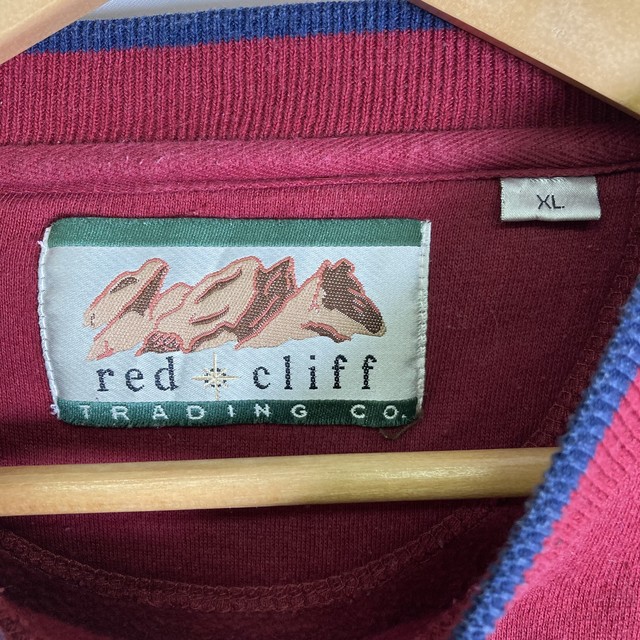 XL.
red cliff
TRADING CO.